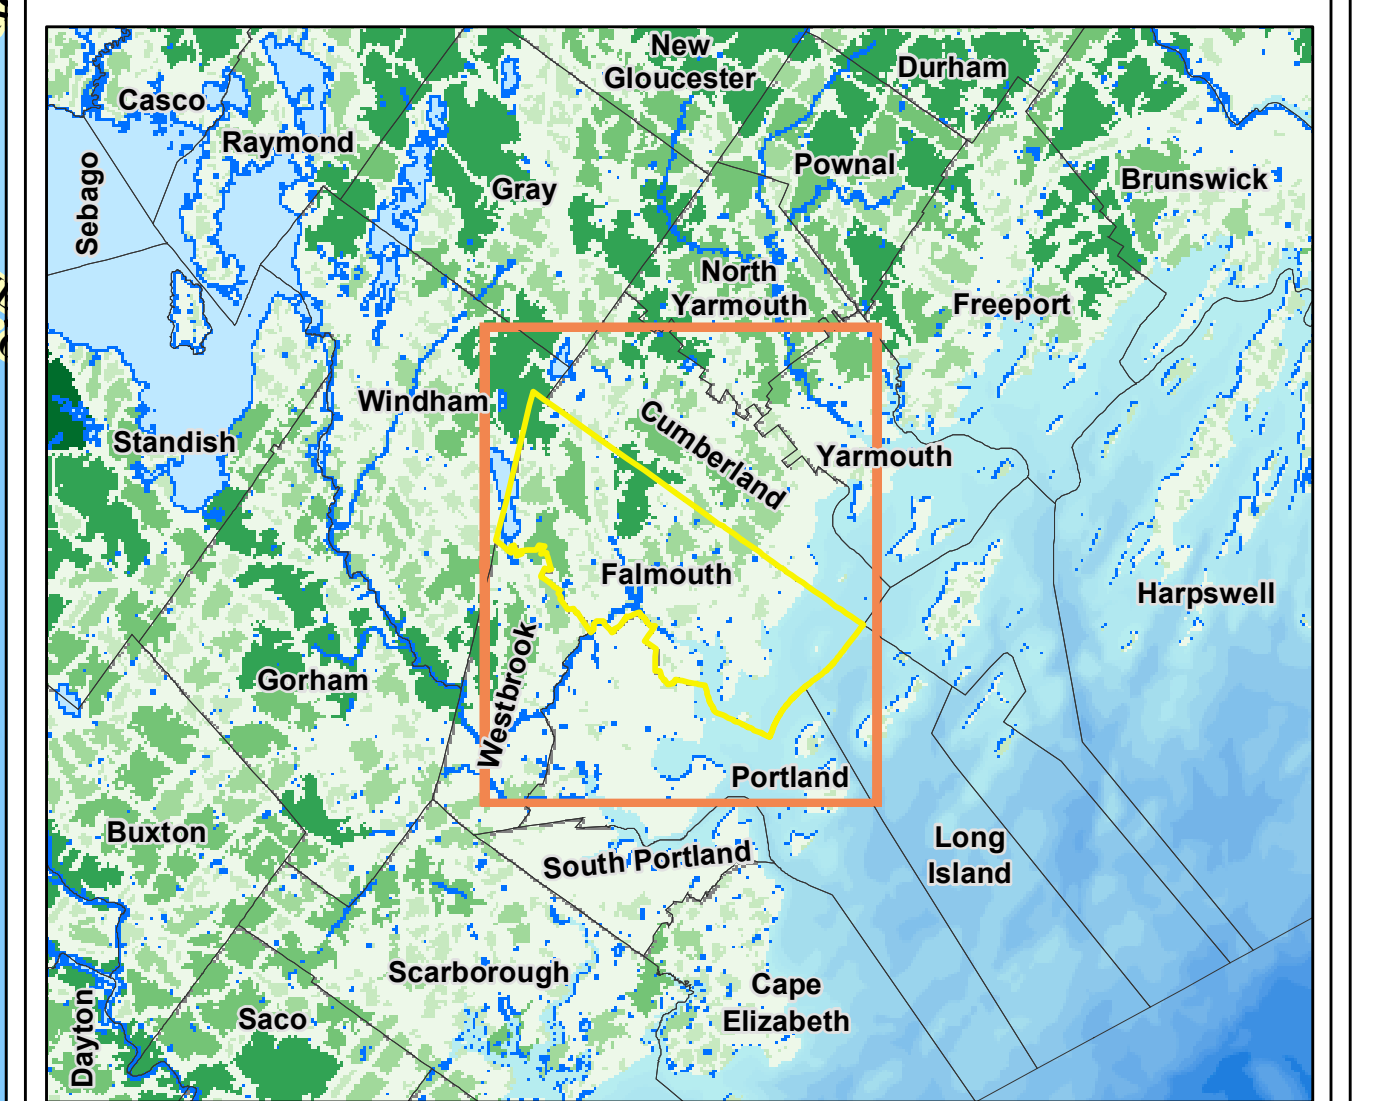 New
Gloucester
Durham
Casco
Raymond
Pownal
Brunswick
Sebago
Gray
North
Yarmouth
Freeport
Windham
Cumberland
Standish
Yarmouth
Falmouth
Harpswell
Westbrook
Gorham
Portland
Buxton
Long
Island
South Portland
Scarborough
Cape
Elizabeth
Saco
Dayton